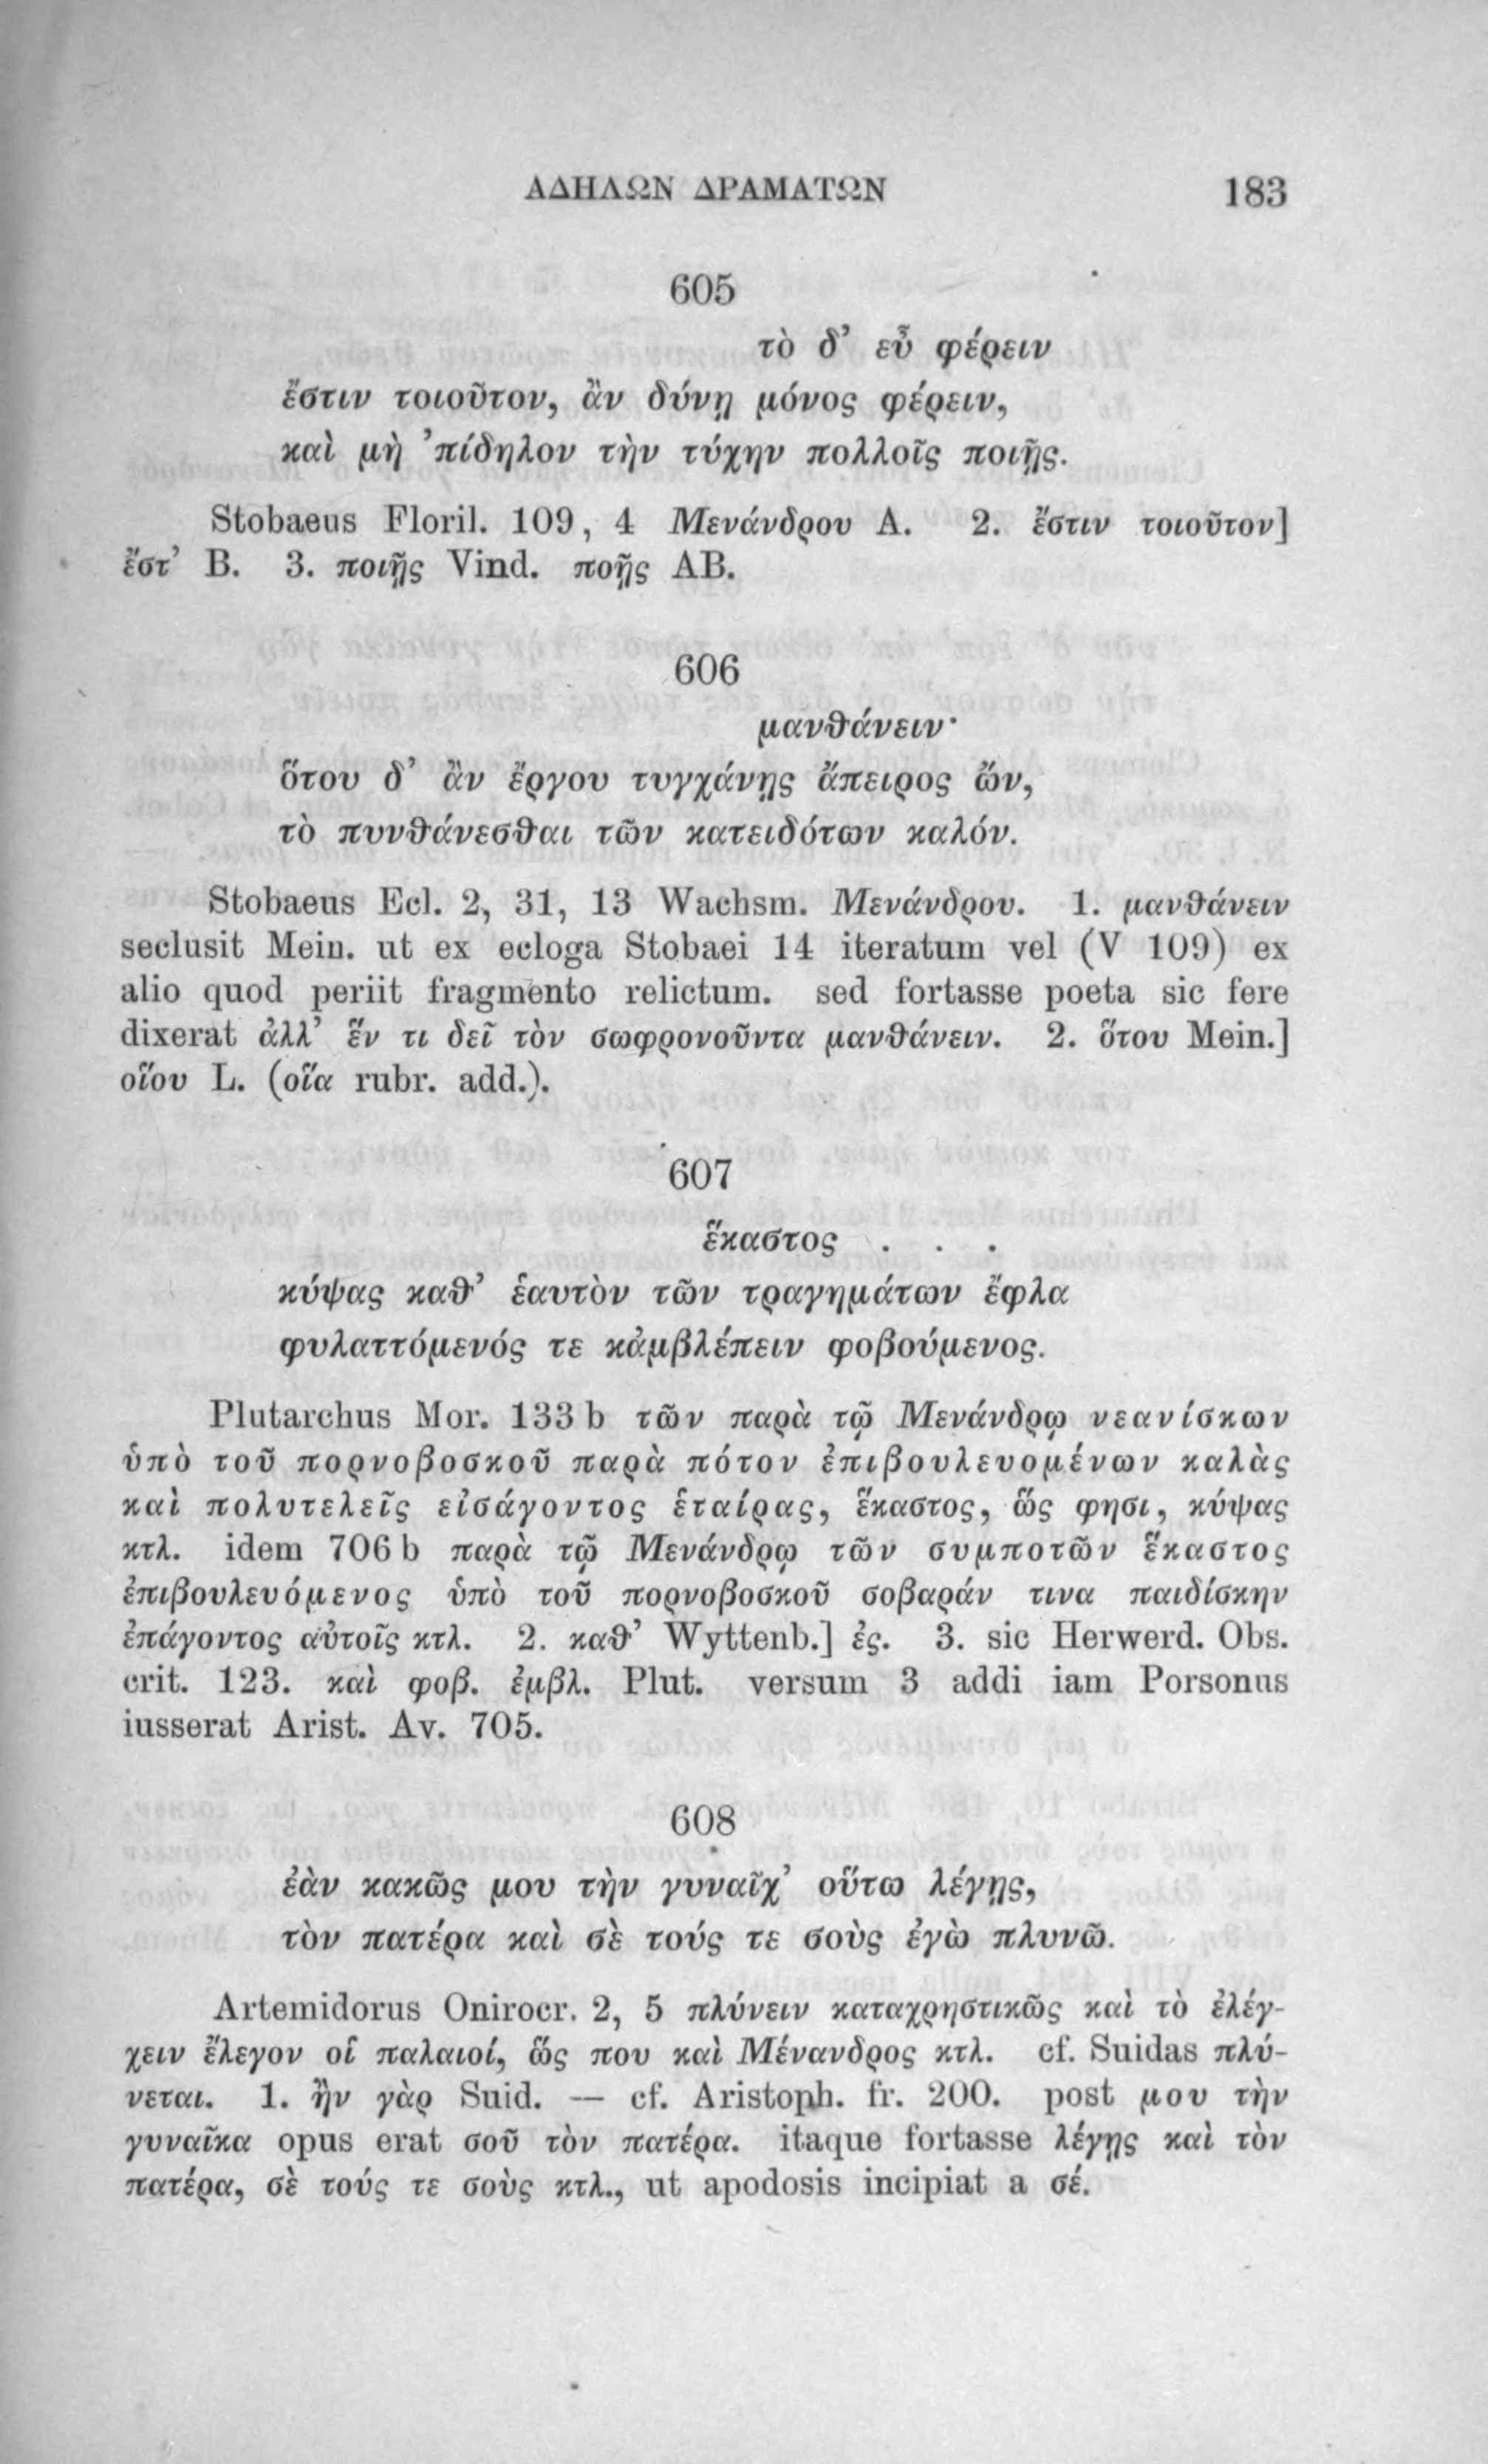 ΑΔΗΛΩΝ ΔΡΑΜΑΤΩΝ 183
605
τὸ δ’ εὖ φέρειν
ἔστιν τοιοῦτον, ἂν δύνῃ μόνος φέρειν,
καὶ μὴ ’πίδηλον τὴν τύχην πολλοῖς ποιῇς.
Stobaeus Floril. 109, 4 Μενάνδρου A. 2. ἔστιν τοιοῦτον]
ἔστ’ B. 3. ποιῇς Vind. ποῇς AB.
606
μανθάνειν·
ὅτου δ’ ἂν ἔργου τυγχάνῃς ἄπειρος ὤν,
τὸ πυνθάνεσθαι τῶν κατειδότων καλόν.
Stobaeus Ecl. 2, 31, 13 Wachsm. Μενάνδρου. 1. μανθάνειν
seclusit Mein. ut ex ecloga Stobaei 14 iteratum vel (V 109) ex
alio quod periit fragmento relictum. sed fortasse poeta sic fere
dixerat ἀλλ’ ἕν τι δεῖ τὸν σωφρονοῦντα μανθάνειν. 2. ὅτου Mein.]
οἵου L. (οἵα rubr. add.).
607
ἕκαστος . . .
κύψας καθ’ ἑαυτὸν τῶν τραγημάτων ἔφλα
φυλαττόμενός τε κἀμβλέπειν φοβούμενος.
Plutarchus Mor. 133 b τῶν παρὰ τῷ Μενάνδρῳ νεανίσκων
ὑπὸ τοῦ πορνοβοσκοῦ παρὰ πότον ἐπιβουλευομένων καλὰς
καὶ πολυτελεῖς εἰσάγοντος ἑταίρας, ἕκαστος, ὥς φησι, κύψας
κτλ. idem 706 b παρὰ τῷ Μενάνδρῳ τῶν συμποτῶν ἕκαστος
ἐπιβουλευόμενος ὑπὸ τοῦ πορνοβοσκοῦ σοβαράν τινα παιδίσκην
ἐπάγοντος αὐτοῖς κτλ. 2. καθ’ Wyttenb.] ἐς. 3. sic Herwerd. Obs.
crit. 123. καὶ φοβ. ἐμβλ. Plut. versum 3 addi iam Porsonus
iusserat Arist. Av. 705.
608
ἐὰν κακῶς μου τὴν γυναῖχ’ οὕτω λέγῃς,
τὸν πατέρα καὶ σὲ τούς τε σοὺς ἐγὼ πλυνῶ.
Artemidorus Onirocr. 2, 5 πλύνειν καταχρηστικῶς καὶ τὸ ἐλέγ-
χειν ἔλεγον οἱ παλαιοί, ὥς που καὶ Μένανδρος κτλ. cf. Suidas πλύ-
νεται. 1. ἢν γὰρ Suid. — cf. Aristoph. fr. 200. post μου τὴν
γυναῖκα opus erat σοῦ τὸν πατέρα. itaque fortasse λέγῃς καὶ τὸν
πατέρα, σὲ τούς τε σοὺς κτλ., ut apodosis incipiat a σέ.